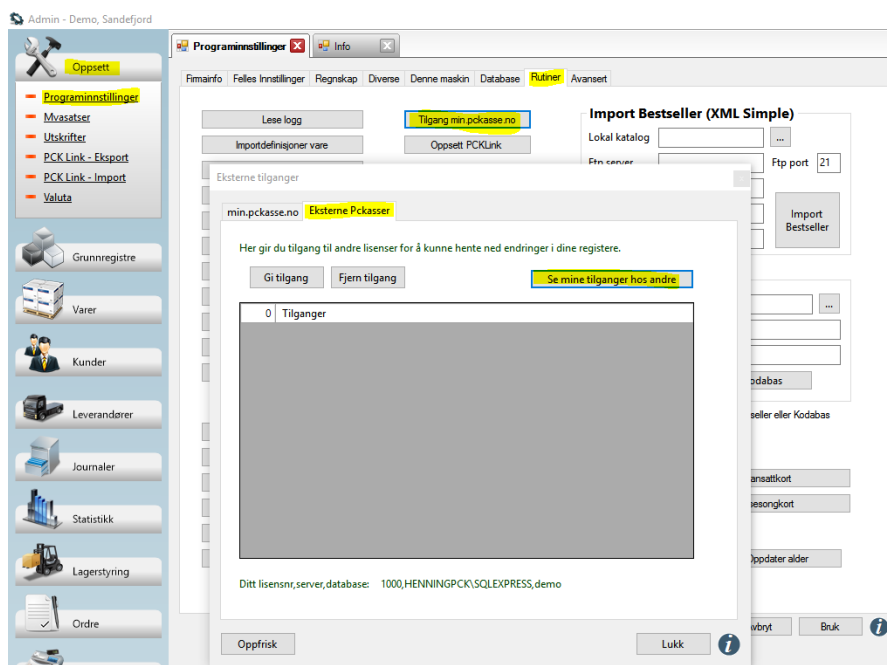 Admin - Demo, Sandefjord
Oppsett
Programinnstillinger
Mvasatser
Utskrifter
PCK Link - Eksport
PCK Link - Import
Valuta
Grunnregistre
Varer
Kunder
Leverandører
Journaler
Statistikk
Lagerstyring
Ordre
Programinnstillinger
Info
Firmainfo Felles Innstillinger Regnskap Diverse Denne maskin Database Rutiner Avansert
Lese logg
Tilgang min.pckasse.no
Importdefinisjoner vare
Oppsett PCKLink
Import Bestseller (XML Simple)
Lokal katalog
...
Ftp server
Ftp port 21
Import
Bestseller
Eksterne tilganger
min.pckasse.no Eksterne Pckasser
Her gir du tilgang til andre lisenser for å kunne hente ned endringer i dine registere.
Gi tilgang
Fjern tilgang
Se mine tilganger hos andre
0 Tilganger
Ditt lisensnr,server,database: 1000,HENNINGPCK\SQLEXPRESS,demo
Oppfrisk
Lukk
...
odabas
seller eller Kodabas
ansattkort
esongkort
Oppdater alder
vbryt
Bruk